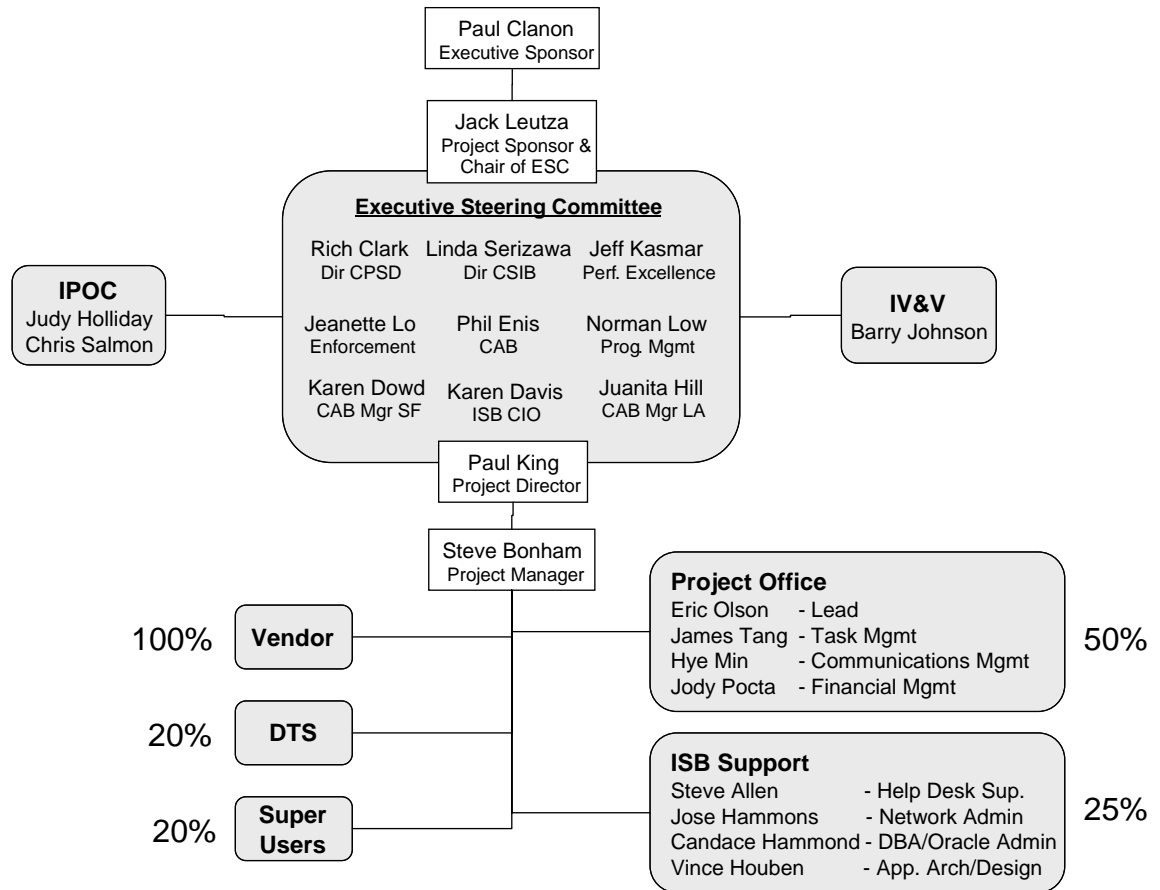 Paul Clanon
Executive Sponsor
Jack Leutza
Project Sponsor &
Chair of ESC
Executive Steering Committee
Rich Clark
Dir CPSD
Linda Serizawa
Dir CSIB
Jeff Kasmar
Perf. Excellence
IPOC
Judy Holliday
Chris Salmon
Jeanette Lo
Enforcement
Phil Enis
CAB
Norman Low
Prog. Mgmt
IV&V
Barry Johnson
Karen Dowd
CAB Mgr SF
Karen Davis
ISB CIO
Juanita Hill
CAB Mgr LA
Paul King
Project Director
Steve Bonham
Project Manager
100%
Vendor
20%
DTS
20%
Super
Users
Project Office
Eric Olson - Lead
James Tang - Task Mgmt
Hye Min - Communications Mgmt
Jody Pocta - Financial Mgmt
50%
ISB Support
Steve Allen - Help Desk Sup.
Jose Hammons - Network Admin
Candace Hammond - DBA/Oracle Admin
Vince Houben - App. Arch/Design
25%